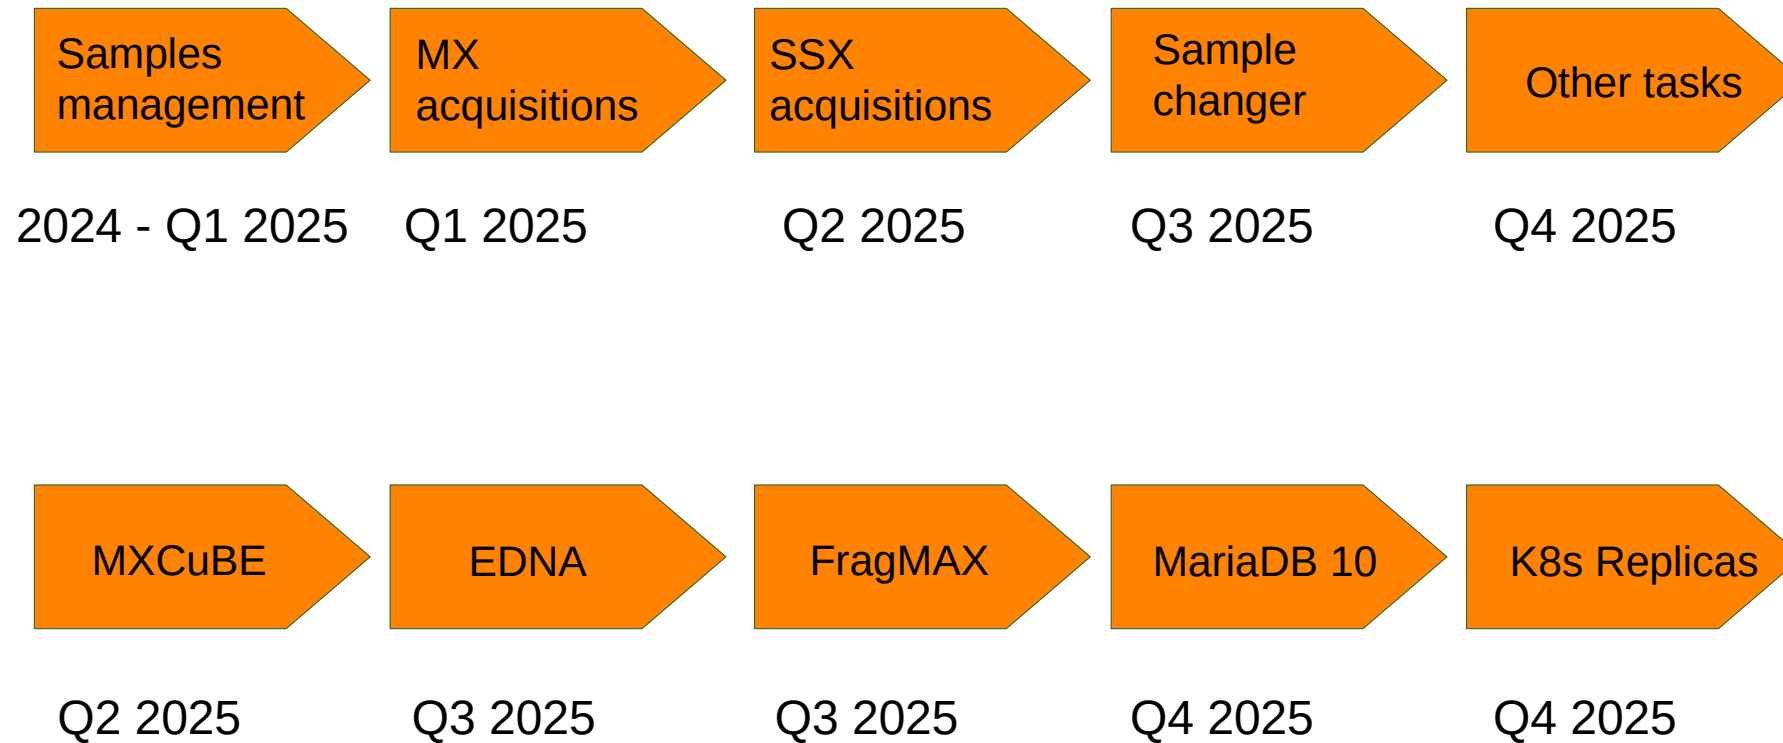 Samples
management
MX
acquisitions
SSX
acquisitions
Sample
changer
Other tasks
2024 - Q1 2025
Q1 2025
Q2 2025
Q3 2025
Q4 2025
MXCuBE
EDNA
FragMAX
MariaDB 10
K8s Replicas
Q2 2025
Q3 2025
Q3 2025
Q4 2025
Q4 2025